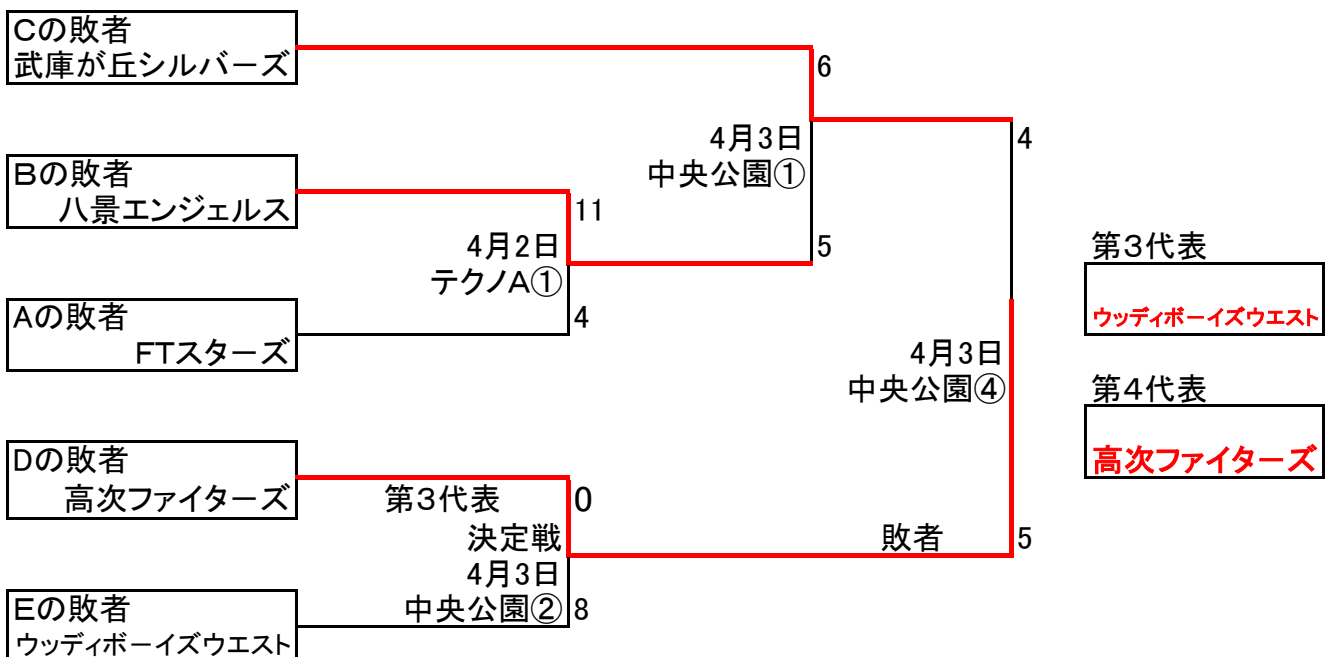 Cの敗者
武庫が丘シルバーズ
6
4月3日
中央公園①
4
Bの敗者
八景エンジェルス
11
4月2日
テクノA①
5
第3代表
ウッディボーイズウエスト
Aの敗者
FTスターズ
4
4月3日
中央公園④
第4代表
高次ファイターズ
Dの敗者
高次ファイターズ
第3代表
0
決定戦
敗者
5
4月3日
中央公園②
8
Eの敗者
ウッディボーイズウエスト